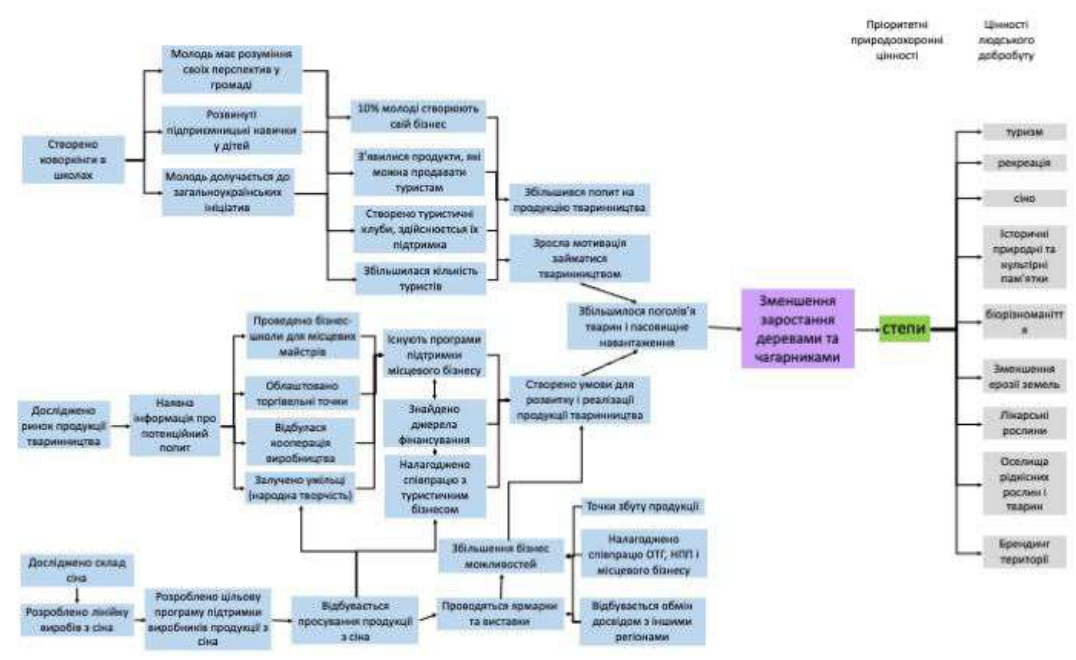 Пріоритетні
природоохоронні
цінності
Цінності
людського
добробуту
Створено
коворкінги в
школах
Молодь має розуміння
своїх перспектив у
громаді
Розвинуті
підприємницькі навички
у дітей
Молодь долучається до
загальноукраїнських
ініціатив
10% молоді створюють
свій бізнес
З'явилися продукти, які
можна продавати
туристам
Створено туристичні
клуби, здійснюєтсья їх
підтримка
Збільшилася кількість
туристів
Збільшився попит на
продукцію тваринництва
Зросла мотивація
займатися
тваринництвом
Збільшилося поголів'я
тварин і пасовищне
навантаження
Досліджено
ринок продукції
тваринництва
Наявна
інформація про
потенційний
попит
Проведено бізнес-
школи для місцевих
майстрів
Облаштовано
торгівельні точки
Відбулася
кооперація
виробництва
Залучено умільці
(народна творчість)
Існують програми
підтримки
місцевого бізнесу
Знайдено
джерела
фінансування
Налагоджено
співпрацю з
туристичним
бізнесом
Створено умови для
розвитку і реалізації
продукції тваринництва
Досліджено склад
сіна
Розроблено лінійку
виробів з сіна
Розроблено цільову
програму підтримки
виробників продукції з
сіна
Відбувається
просування продукції
з сіна
Збільшення бізнес
можливостей
Проводяться ярмарки
та виставки
Точки збуту продукції
Налагоджено
співпрацю ОТГ, НПП і
місцевого бізнесу
Відбувається обмін
досвідом з іншими
регіонами
Зменшення
заростання
деревами та
чагарниками
степи
туризм
рекреація
сіно
Історичні
природні та
культірні
пам'ятки
біорізноманітт
я
Зменшення
ерозії земель
Лікарські
рослини
Оселища
рідкісних
рослин і
тварин
Брендинг
території